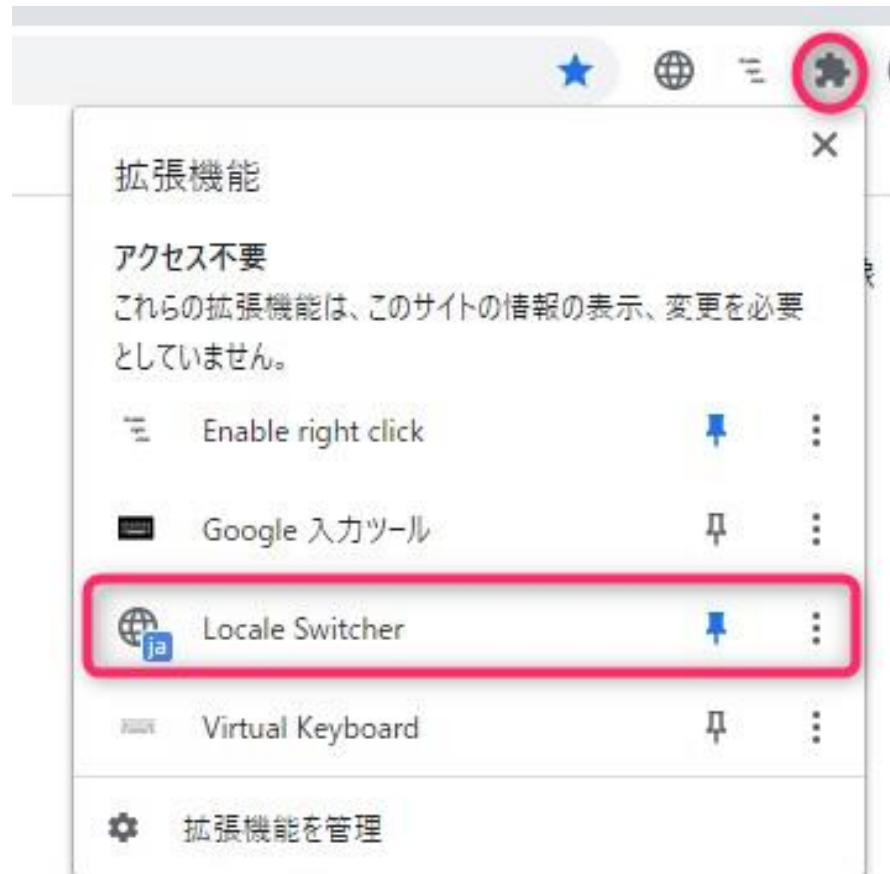 拡張機能
アクセス不要
これらの拡張機能は、このサイトの情報の表示、変更を必要
としていません。
Enable right click
Google 入力ツール
ja
Locale Switcher
Virtual Keyboard
拡張機能を管理